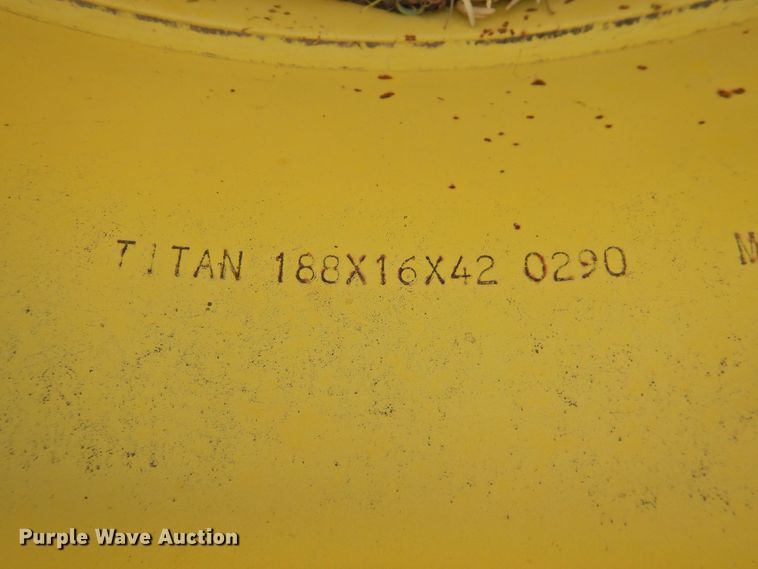 TITAN 188X16X42 0290 M
Purple Wave Auction